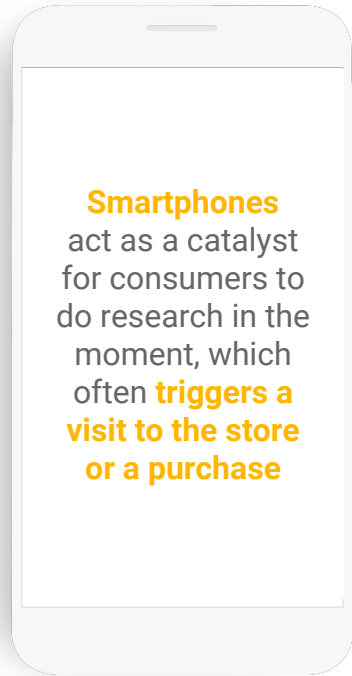 Smartphones
act as a catalyst
for consumers to
do research in the
moment, which
often triggers a
visit to the store
or a purchase